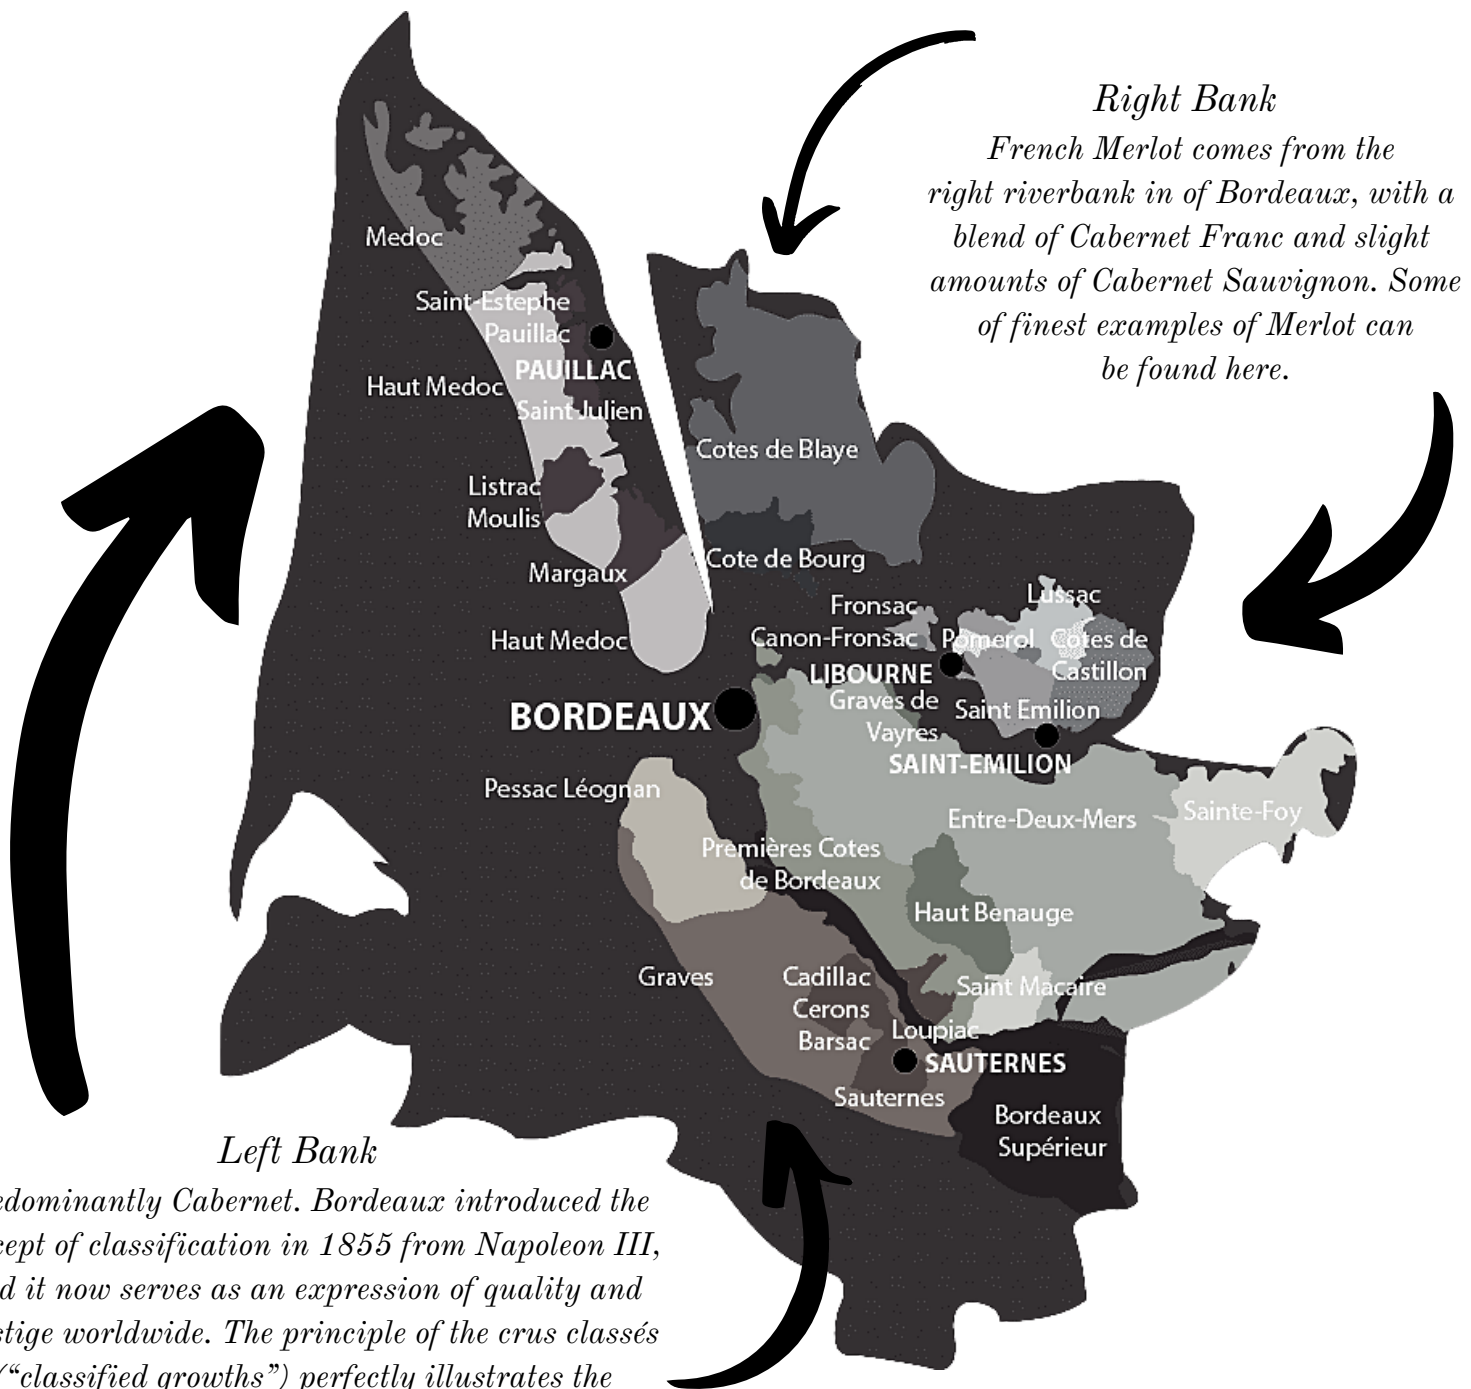 Right Bank
French Merlot comes from the
right riverbank in of Bordeaux, with a
blend of Cabernet Franc and slight
amounts of Cabernet Sauvignon. Some
of finest examples of Merlot can
be found here.
Medoc
Saint-Estephe
Pauillac
PAUILLAC
Haut Medoc
Saint Julien
Listrac
Moulis
Margaux
Haut Medoc
Cotes de Blaye
Cote de Bourg
Fronsac
Canon-Fronsac
Lussac
Pomerol
Cotes de
Castillon
LIBOURNE
Graves de
Vayres
Saint Emilion
SAINT-EMILION
BORDEAUX
Pessac Léognan
Entre-Deux-Mers
Sainte-Foy
Premières Cotes
de Bordeaux
Haut Benauge
Graves
Cadillac
Cerons
Barsac
Saint Macaire
Loupiac
SAUTERNES
Sauternes
Bordeaux
Supérieur
Left Bank
edominantly Cabernet. Bordeaux introduced the
cept of classification in 1855 from Napoleon III,
d it now serves as an expression of quality and
stige worldwide. The principle of the crus classés
(“classified growths”) perfectly illustrates the